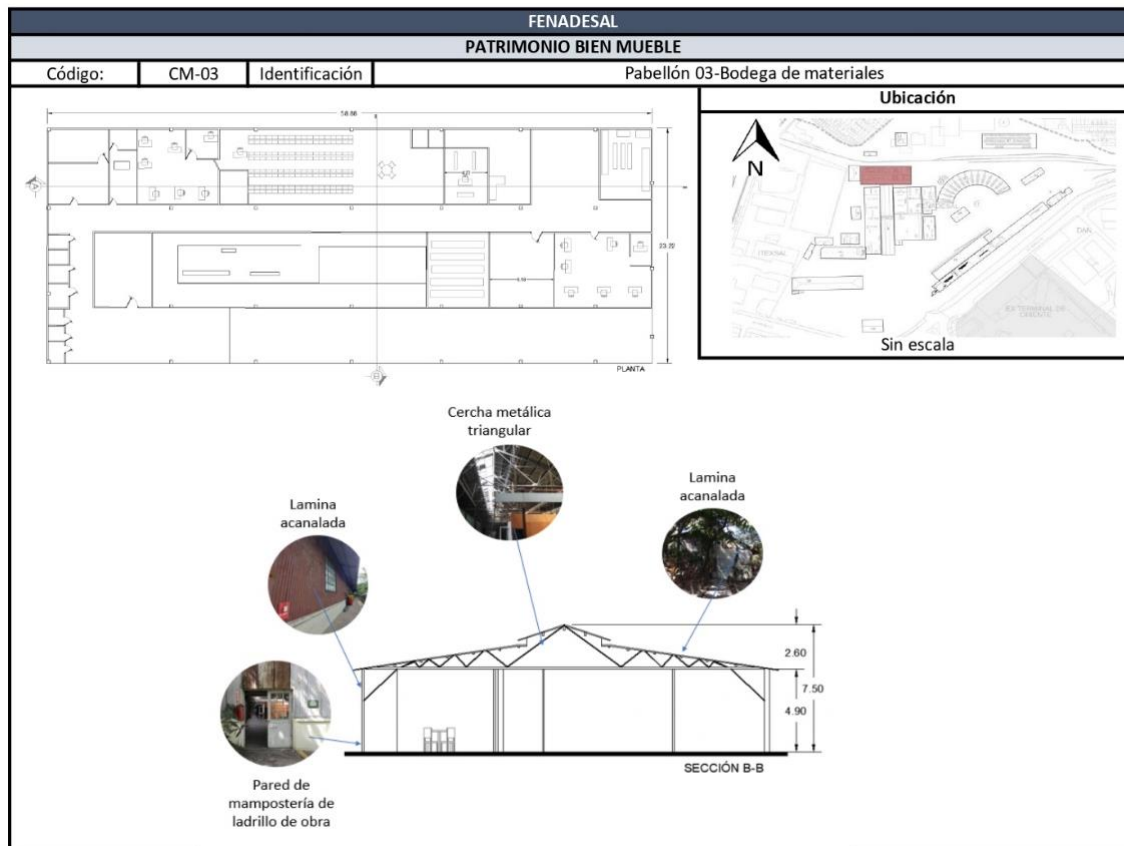 FENADESAL
PATRIMONIO BIEN MUEBLE
Código:
CM-03
Identificación
Pabellón 03-Bodega de materiales
Ubicación
N
Sin escala
PLANTA
Cercha metálica
triangular
Lamina
acanalada
Lamina
acanalada
2.60
7.50
4.90
SECCIÓN B-B
Pared de
mampostería de
ladrillo de obra